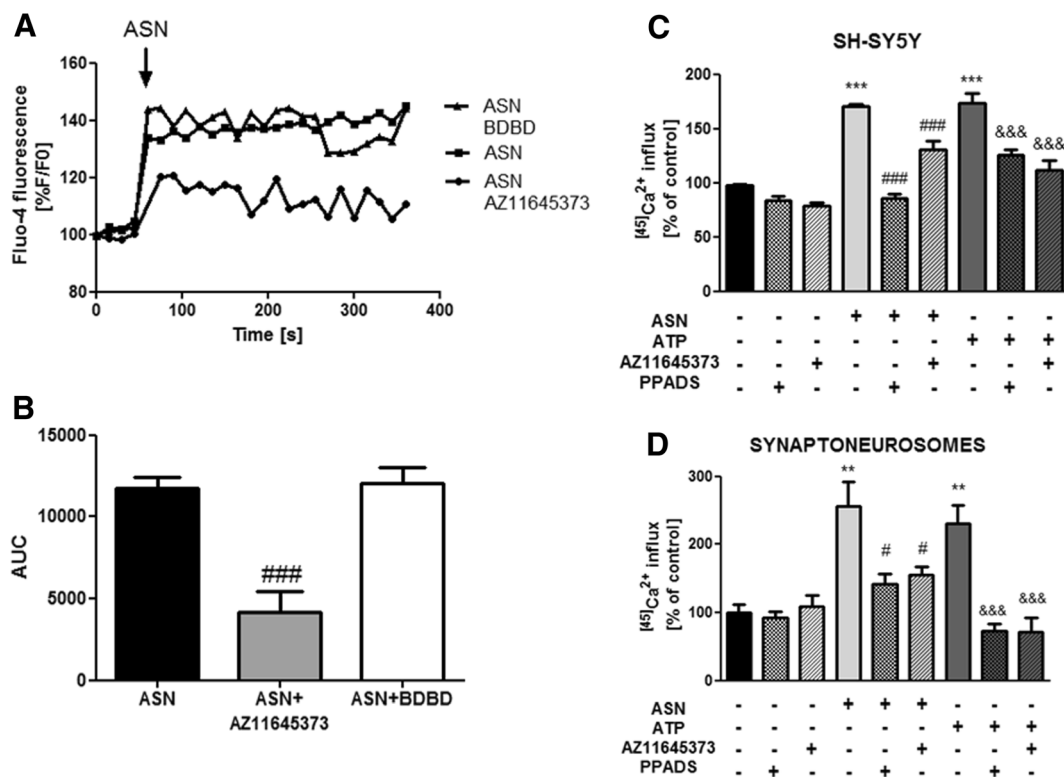 A
ASN
160
140
120
100
80
Fluo-4 fluorescence
[%F/F0]
0 100 200 300 400
Time [s]
ASN
BDBD
ASN
ASN
AZ11645373
B
15000
10000
5000
0
AUC
###
ASN
ASN+
AZ11645373
ASN+BDBD
C
SH-SY5Y
200
150
100
50
0
[45]Ca2+ influx
[% of control]
*** ### ### *** &&& &&&
ASN - - - + + + - - -
ATP - - - - - - + + +
AZ11645373 - - + - - + - - +
PPADS - + - - + - - + -
D
SYNAPTONEUROSOMES
300
200
100
0
[45]Ca2+ influx
[% of control]
** # # ** &&& &&&
ASN - - - + + + - - -
ATP - - - - - - + + +
AZ11645373 - - + - - + - - +
PPADS - + - - + - - + -